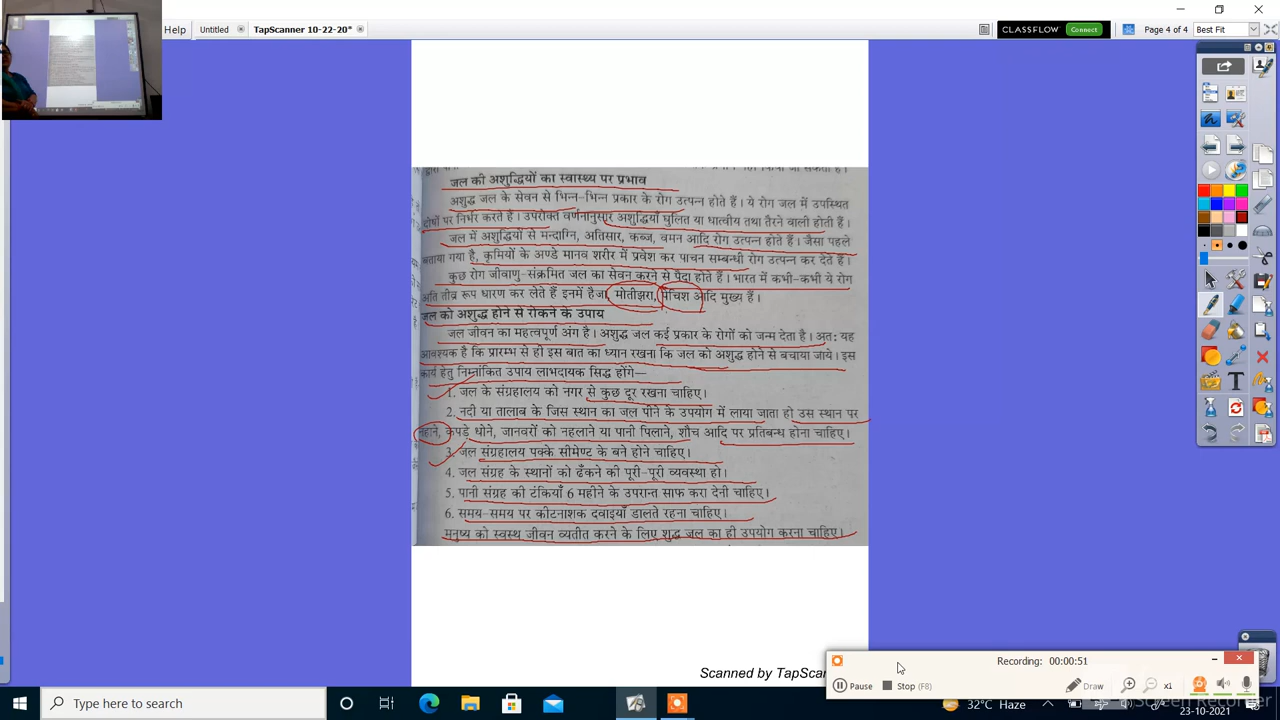 Help Untitled TapScanner 10-22-20* CLASSFLOW Connect Page 4 of 4 Best Fit
जल की अशुद्धियों का स्वास्थ्य पर प्रभाव
अशुद्ध जल के सेवन से भिन्न-भिन्न प्रकार के रोग उत्पन्न होते हैं। ये रोग जल में उपस्थित
दोषों पर निर्भर करते हैं। उपरोक्त वर्णनानुसार अशुद्धियाँ घुलित या धात्वीय तथा तैरने वाली होती हैं।
जल में अशुद्धियों से मन्दाग्नि, अतिसार, कब्ज, वमन आदि रोग उत्पन्न होते हैं। जैसा पहले
बताया गया है, कृमियों के अण्डे मानव शरीर में प्रवेश कर पाचन सम्बन्धी रोग उत्पन्न कर देते हैं।
कुछ रोग जीवाणु-संक्रमित जल का सेवन करने से पैदा होते हैं। भारत में कभी-कभी ये रोग
अति तीव्र रूप धारण कर लेते हैं इनमें हैजा, मोतीझरा, पेचिश आदि मुख्य हैं।
जल को अशुद्ध होने से रोकने के उपाय
जल जीवन का महत्वपूर्ण अंग है। अशुद्ध जल कई प्रकार के रोगों को जन्म देता है। अतः यह
आवश्यक है कि प्रारम्भ से ही इस बात का ध्यान रखना कि जल को अशुद्ध होने से बचाया जाये। इस
कार्य हेतु निम्नांकित उपाय लाभदायक सिद्ध होंगे—
1. जल के संग्रहालय को नगर से कुछ दूर रखना चाहिए।
2. नदी या तालाब के जिस स्थान का जल पीने के उपयोग में लाया जाता हो उस स्थान पर
नहाने, कपडे धोने, जानवरों को नहलाने या पानी पिलाने, शौच आदि पर प्रतिबन्ध होना चाहिए।
3. जल संग्रहालय पक्के सीमेण्ट के बने होने चाहिए।
4. जल संग्रह के स्थानों को ढँकने की पूरी-पूरी व्यवस्था हो।
5. पानी संग्रह की टंकियाँ 6 महीने के उपरान्त साफ करा देनी चाहिए।
6. समय-समय पर कीटनाशक दवाइयाँ डालते रहना चाहिए।
मनुष्य को स्वस्थ जीवन व्यतीत करने के लिए शुद्ध जल का ही उपयोग करना चाहिए।
Scanned by TapSca
Recording: 00:00:51
Pause Stop (F8) Draw x1
Type here to search
32°C Haze
23-10-2021
Screen Recorder